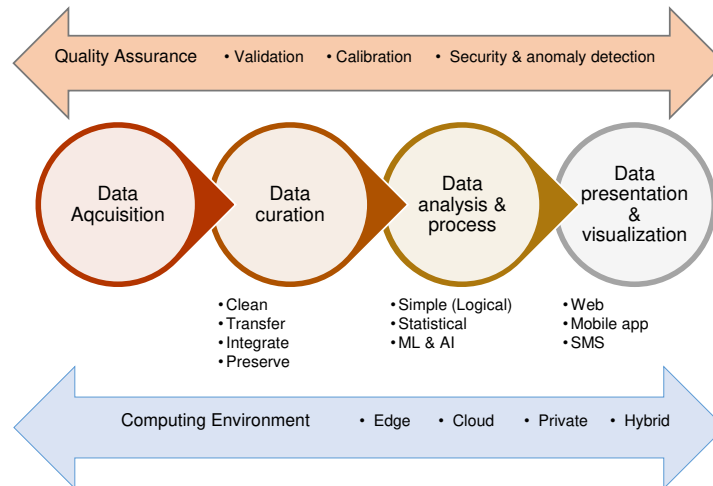 Quality Assurance • Validation • Calibration • Security & anomaly detection
Data
Aqcuisition
Data
curation
Data
analysis &
process
Data
presentation
&
visualization
• Clean
• Transfer
• Integrate
• Preserve
• Simple (Logical)
• Statistical
• ML & AI
• Web
• Mobile app
• SMS
Computing Environment • Edge • Cloud • Private • Hybrid